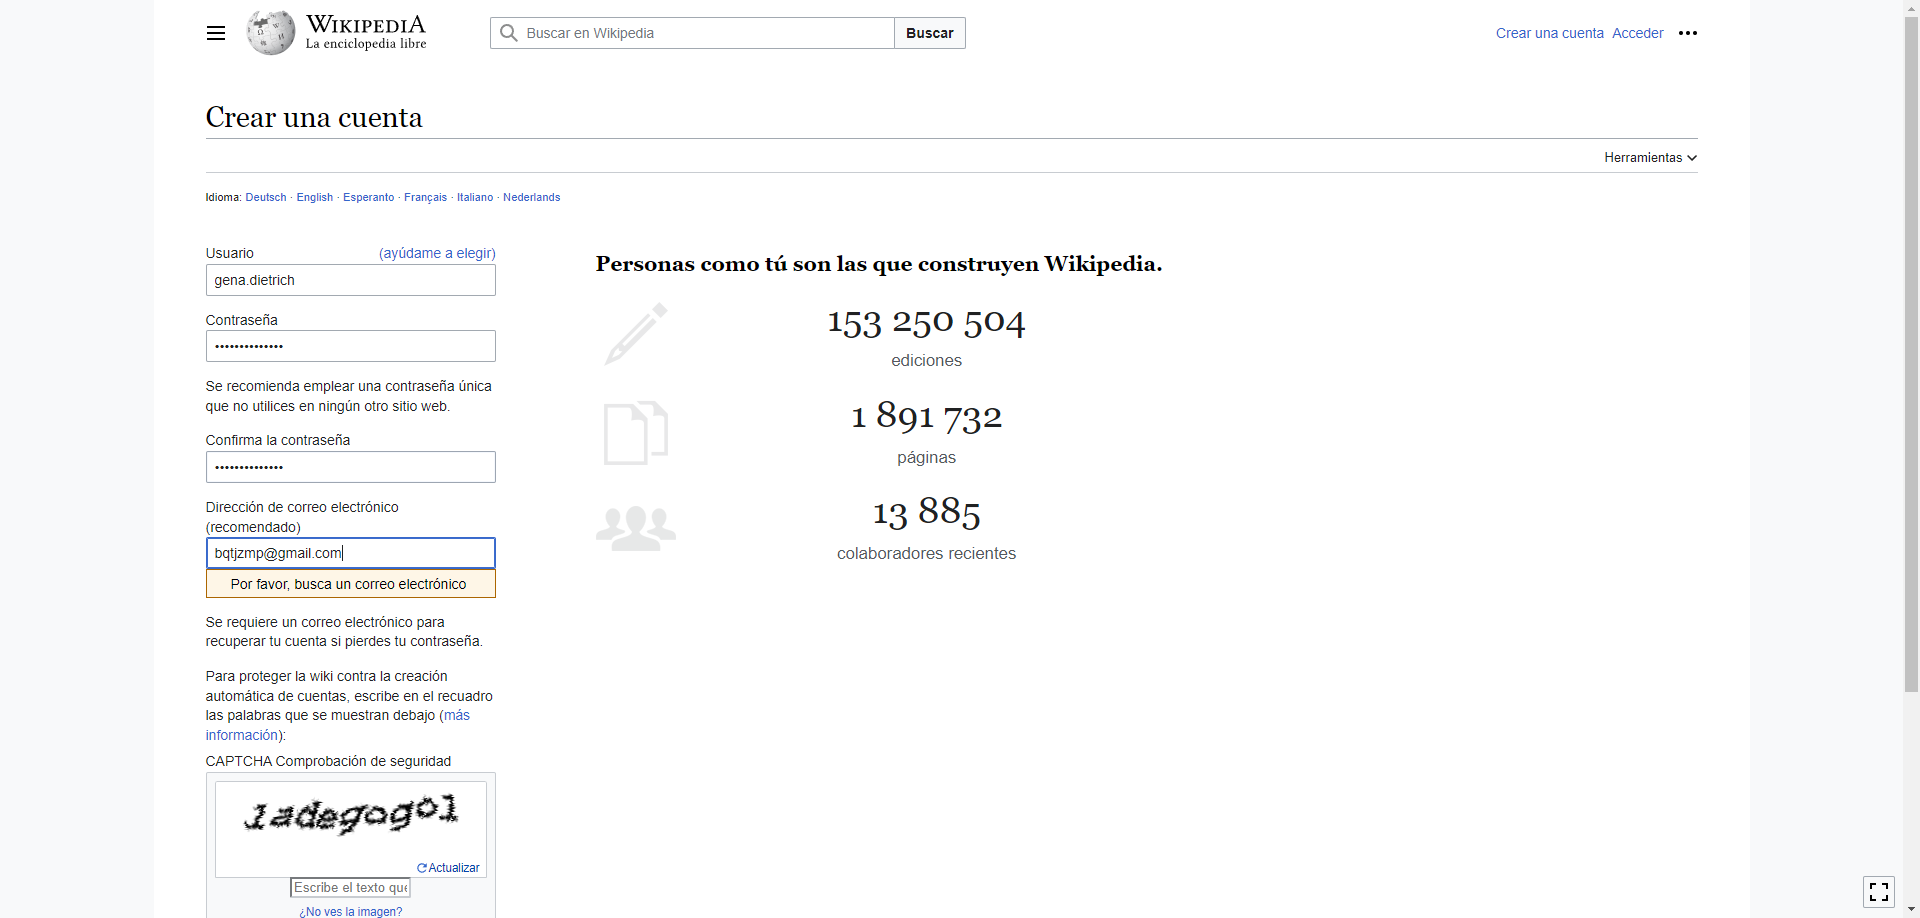 WIKIPEDIA
La enciclopedia libre
Buscar en Wikipedia
Buscar
Crear una cuenta Acceder
Crear una cuenta
Herramientas
Idioma: Deutsch · English · Esperanto · Français · Italiano · Nederlands
Usuario (ayúdame a elegir)
gena.dietrich
Contraseña
••••••••••••••
Se recomienda emplear una contraseña única
que no utilices en ningún otro sitio web.
Confirma la contraseña
••••••••••••••
Dirección de correo electrónico
(recomendado)
bqtjzmp@gmail.com
Por favor, busca un correo electrónico
Se requiere un correo electrónico para
recuperar tu cuenta si pierdes tu contraseña.
Para proteger la wiki contra la creación
automática de cuentas, escribe en el recuadro
las palabras que se muestran debajo (más
información):
CAPTCHA Comprobación de seguridad
Actualizar
Escribe el texto que
¿No ves la imagen?
Personas como tú son las que construyen Wikipedia.
153 250 504
ediciones
1 891 732
páginas
13 885
colaboradores recientes